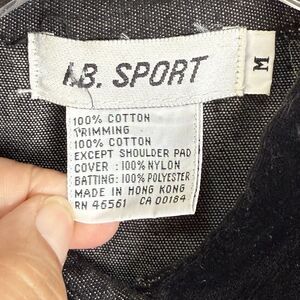 I.B. SPORT
M
100% COTTON
TRIMMING
100% COTTON
EXCEPT SHOULDER PAD
COVER : 100% NYLON
BATTING: 100% POLYESTER
MADE IN HONG KONG
RN 46561 CA 00184